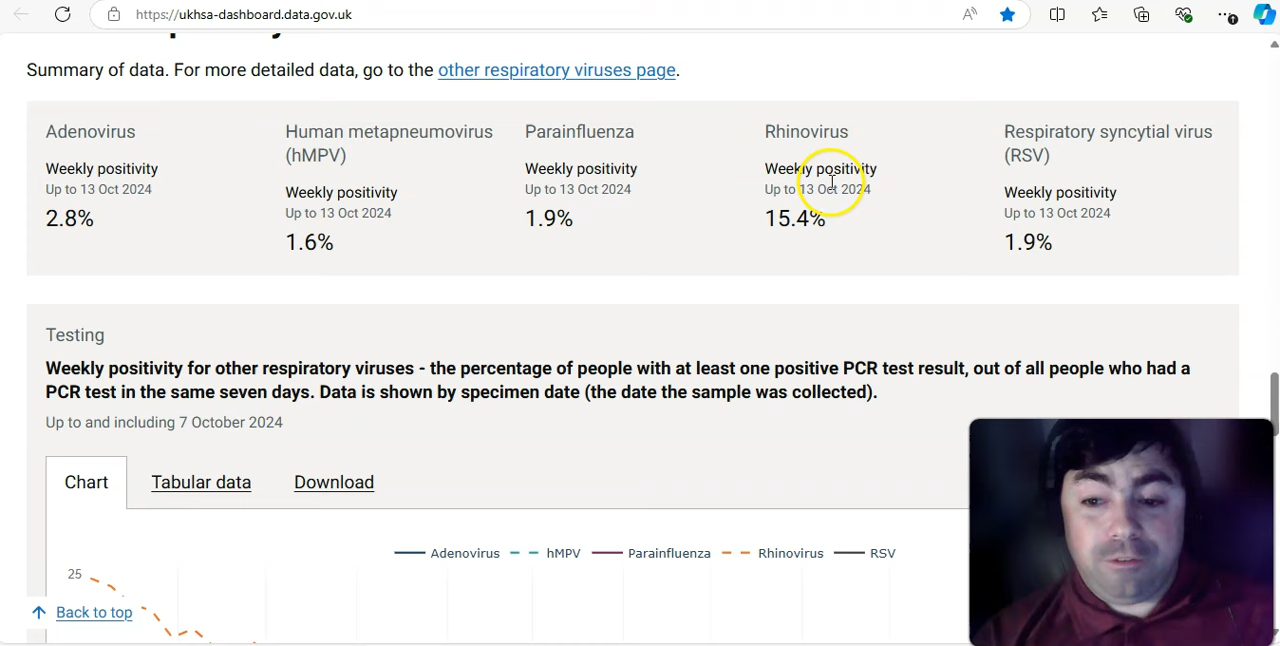 https://ukhsa-dashboard.data.gov.uk
Summary of data. For more detailed data, go to the other respiratory viruses page.
Adenovirus
Weekly positivity
Up to 13 Oct 2024
2.8%
Human metapneumovirus
(hMPV)
Weekly positivity
Up to 13 Oct 2024
1.6%
Parainfluenza
Weekly positivity
Up to 13 Oct 2024
1.9%
Rhinovirus
Weekly positivity
Up to 13 Oct 2024
15.4%
Respiratory syncytial virus
(RSV)
Weekly positivity
Up to 13 Oct 2024
1.9%
Testing
Weekly positivity for other respiratory viruses - the percentage of people with at least one positive PCR test result, out of all people who had a
PCR test in the same seven days. Data is shown by specimen date (the date the sample was collected).
Up to and including 7 October 2024
Chart Tabular data Download
Adenovirus hMPV Parainfluenza Rhinovirus RSV
25
Back to top